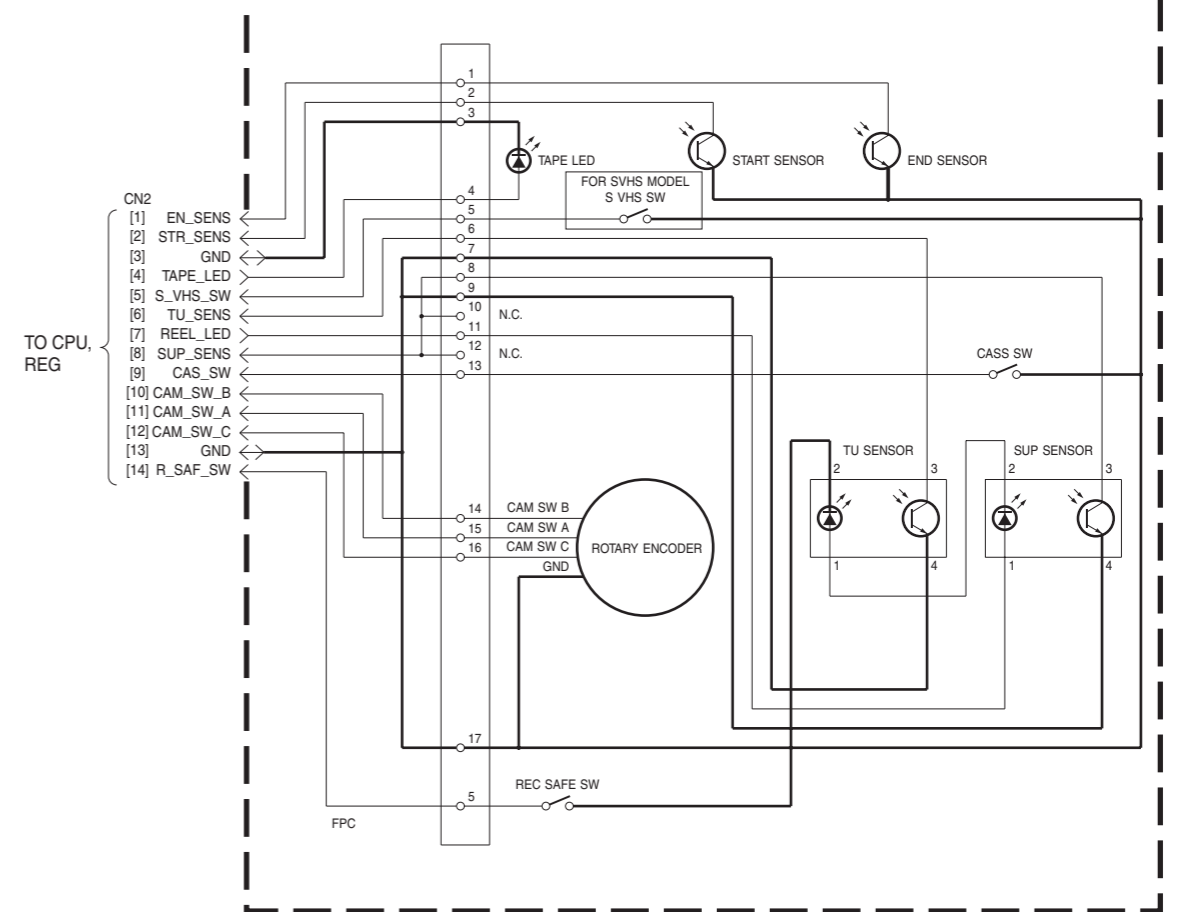 1
2
3
TAPE LED
START SENSOR
END SENSOR
FOR SVHS MODEL
S VHS SW
4
5
6
7
8
9
10 N.C.
11
12 N.C.
13
CASS SW
CN2
[1] EN_SENS
[2] STR_SENS
[3] GND
[4] TAPE_LED
[5] S_VHS_SW
[6] TU_SENS
[7] REEL_LED
[8] SUP_SENS
[9] CAS_SW
[10] CAM_SW_B
[11] CAM_SW_A
[12] CAM_SW_C
[13] GND
[14] R_SAF_SW
TO CPU,
REG
TU SENSOR
2 3
1 4
SUP SENSOR
2 3
1 4
14 CAM SW B
15 CAM SW A
16 CAM SW C
GND
ROTARY ENCODER
17
REC SAFE SW
5
FPC